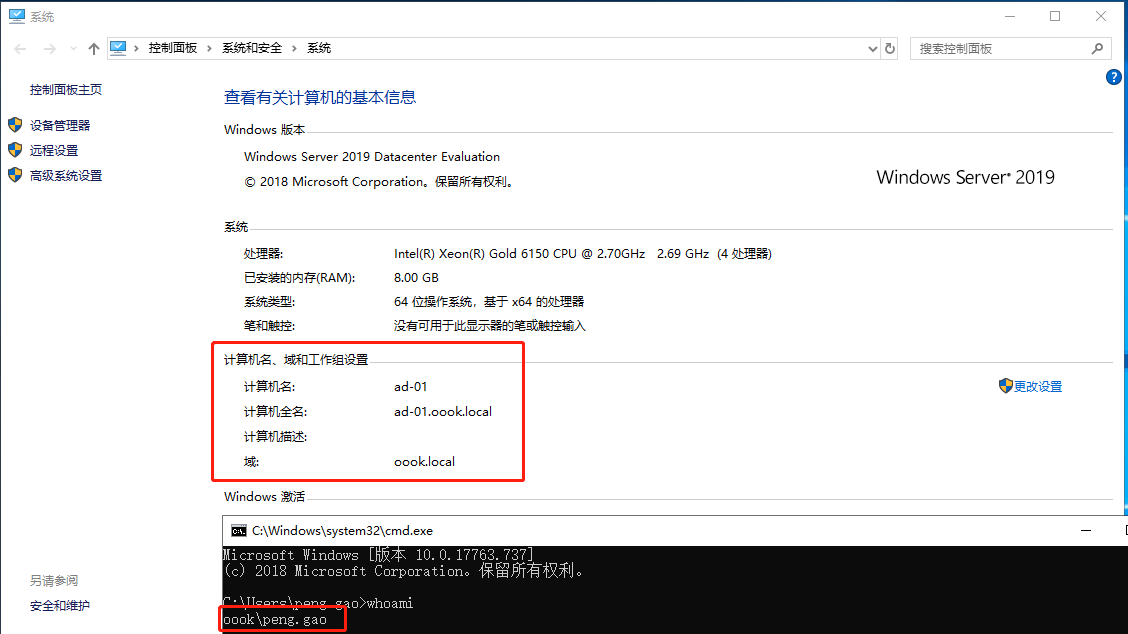 系统
控制面板 系统和安全 系统
搜索控制面板
控制面板主页
设备管理器
远程设置
高级系统设置
查看有关计算机的基本信息
Windows 版本
Windows Server 2019 Datacenter Evaluation
© 2018 Microsoft Corporation。保留所有权利。
Windows Server® 2019
系统
处理器: Intel(R) Xeon(R) Gold 6150 CPU @ 2.70GHz 2.69 GHz (4 处理器)
已安装的内存(RAM): 8.00 GB
系统类型: 64 位操作系统，基于 x64 的处理器
笔和触控: 没有可用于此显示器的笔或触控输入
计算机名、域和工作组设置
计算机名: ad-01
更改设置
计算机全名: ad-01.oook.local
计算机描述:
域: oook.local
Windows 激活
C:\Windows\system32\cmd.exe
Microsoft Windows [版本 10.0.17763.737]
(c) 2018 Microsoft Corporation。保留所有权利。
C:\Users\peng.gao>whoami
oook\peng.gao
另请参阅
安全和维护